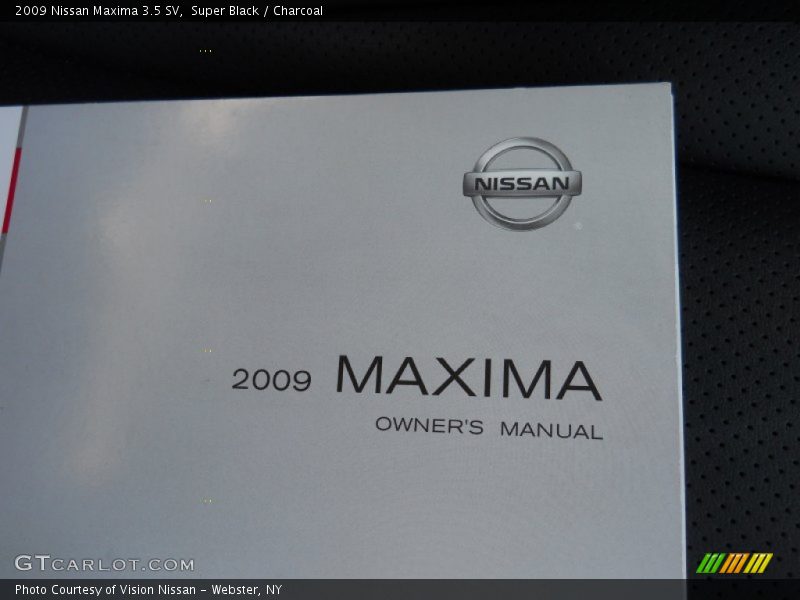 2009 Nissan Maxima 3.5 SV,  Super Black / Charcoal
NISSAN
2009 MAXIMA
OWNER'S MANUAL
GTCARLOT.COM
Photo Courtesy of Vision Nissan - Webster, NY